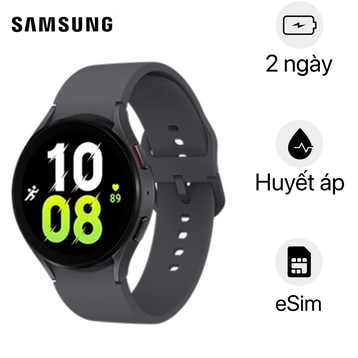 SAMSUNG
2 ngày
10
08
89
Huyết áp
eSim